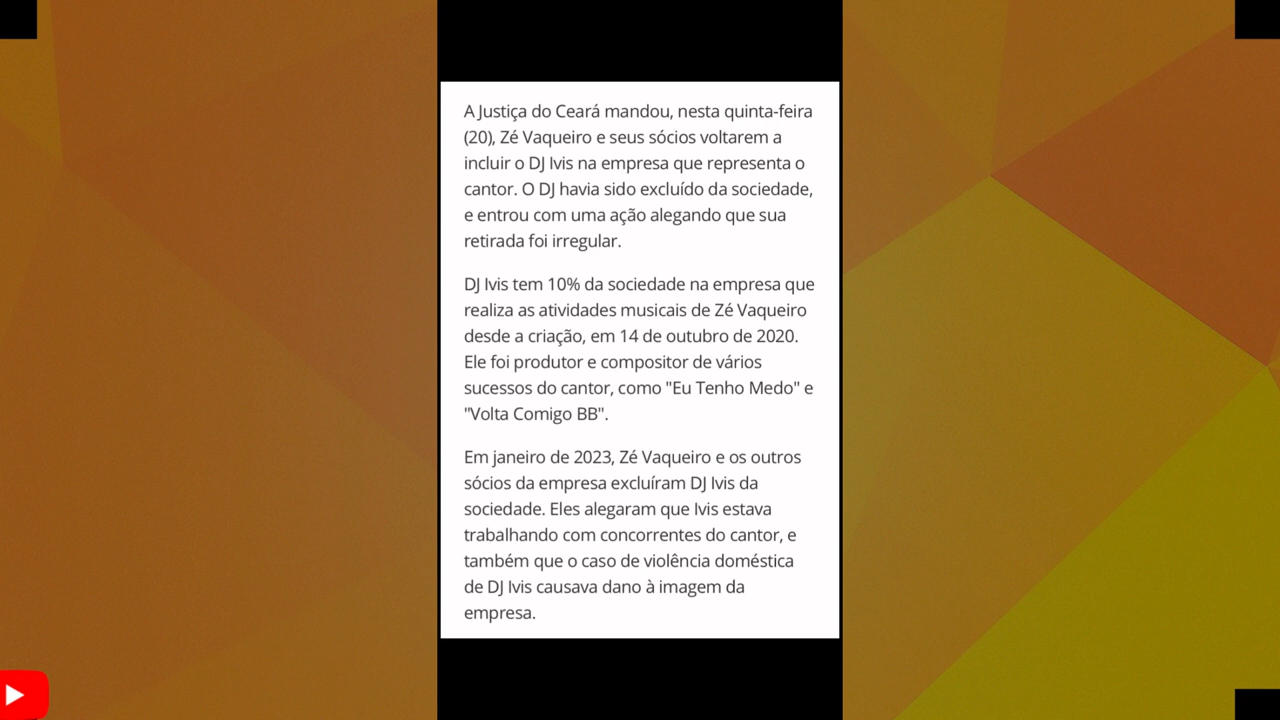 A Justiça do Ceará mandou, nesta quinta-feira
(20), Zé Vaqueiro e seus sócios voltarem a
incluir o DJ Ivis na empresa que representa o
cantor. O DJ havia sido excluído da sociedade,
e entrou com uma ação alegando que sua
retirada foi irregular.
DJ Ivis tem 10% da sociedade na empresa que
realiza as atividades musicais de Zé Vaqueiro
desde a criação, em 14 de outubro de 2020.
Ele foi produtor e compositor de vários
sucessos do cantor, como "Eu Tenho Medo" e
"Volta Comigo BB".
Em janeiro de 2023, Zé Vaqueiro e os outros
sócios da empresa excluíram DJ Ivis da
sociedade. Eles alegaram que Ivis estava
trabalhando com concorrentes do cantor, e
também que o caso de violência doméstica
de DJ Ivis causava dano à imagem da
empresa.